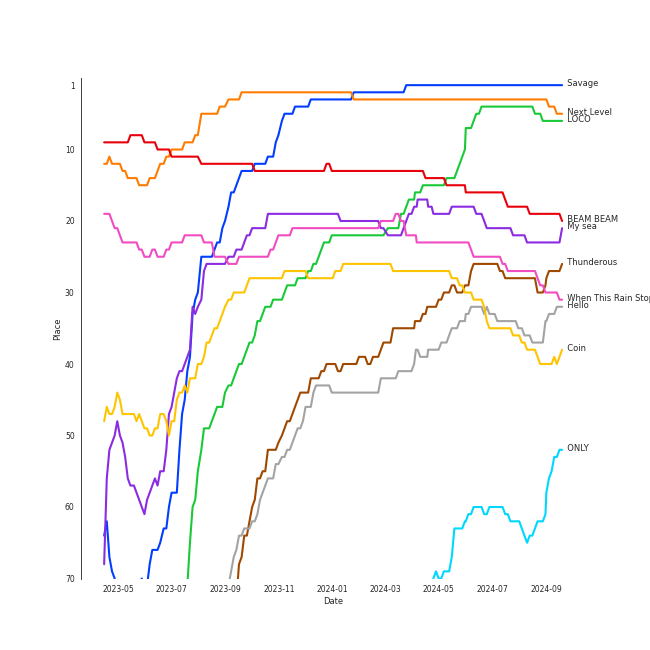 1
10
20
30
40
50
60
70
Place
2023-05
2023-07
2023-09
2023-11
2024-01
2024-03
2024-05
2024-07
2024-09
Date
Savage
Next Level
LOCO
BEAM BEAM
My sea
Thunderous
When This Rain Stop
Hello
Coin
ONLY